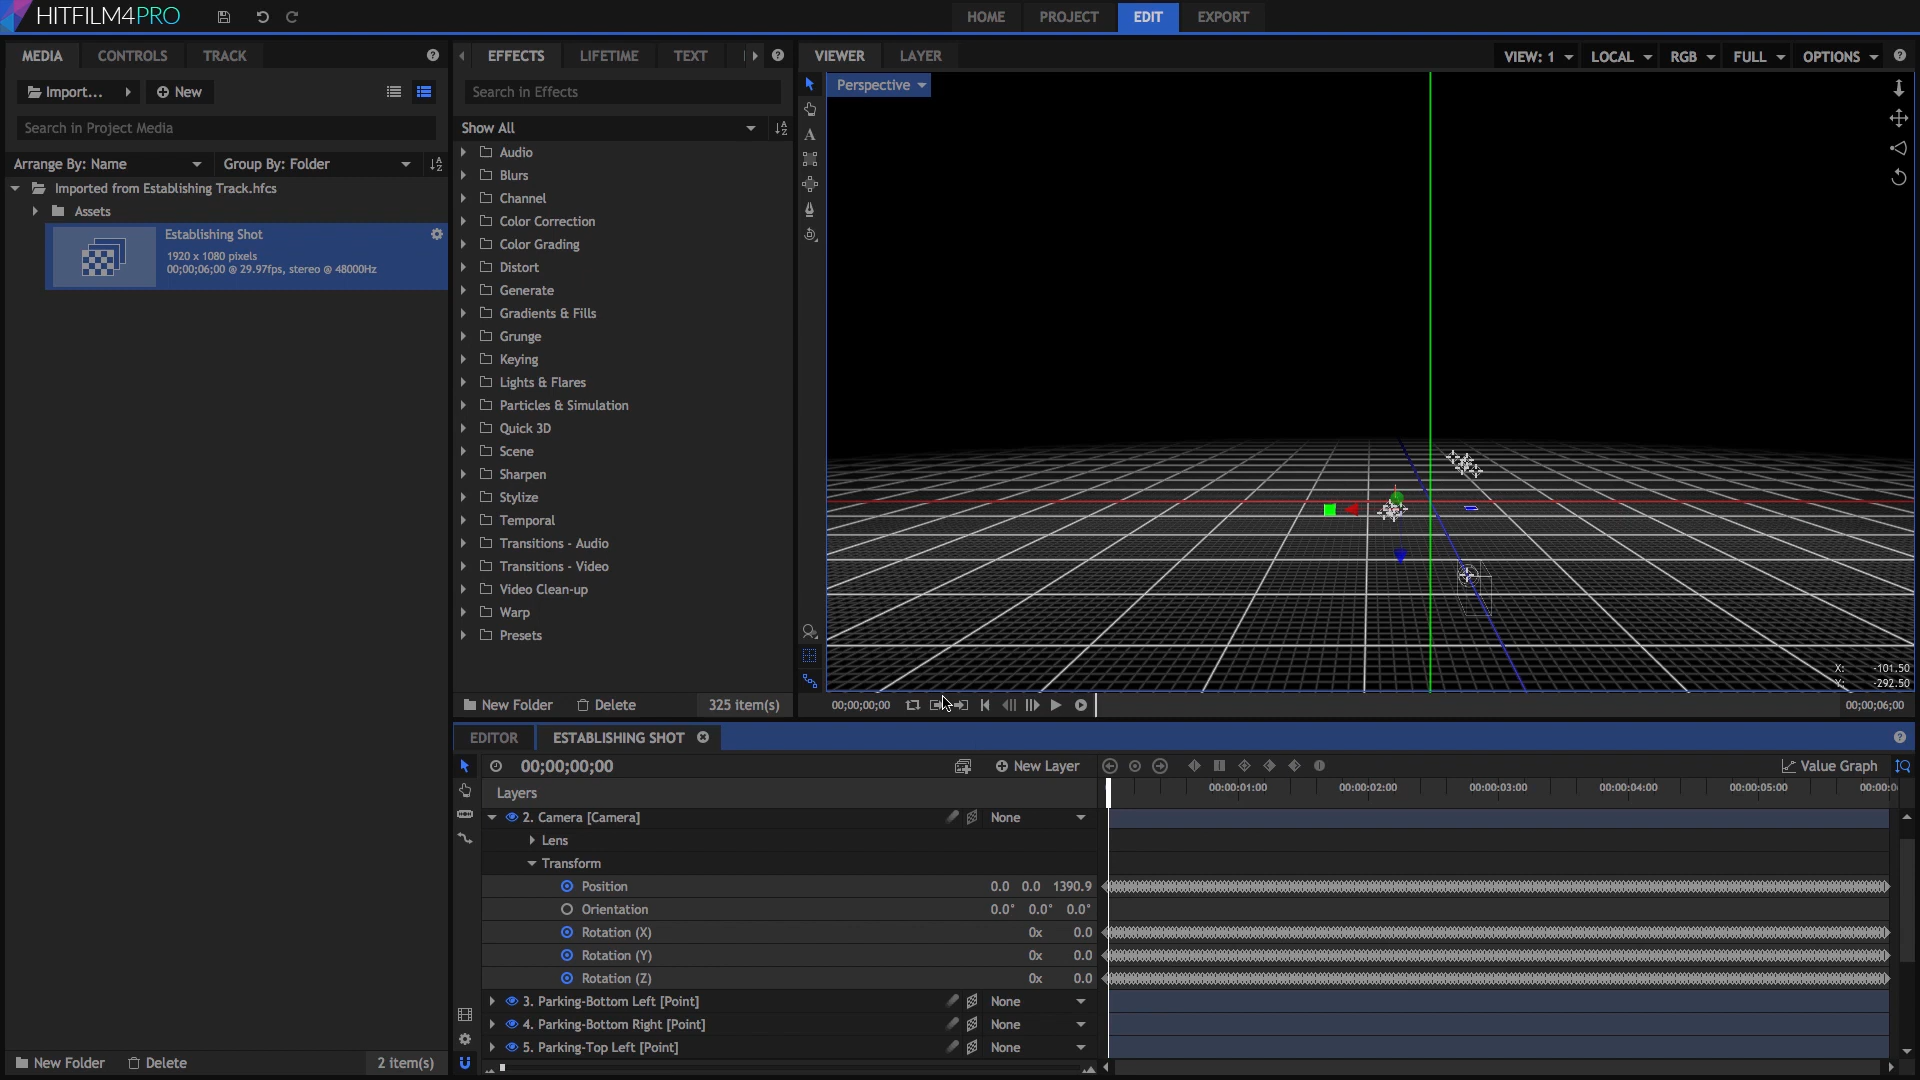 HITFILM4PRO
HOME
PROJECT
EDIT
EXPORT
MEDIA
CONTROLS
TRACK
Import...
New
Search in Project Media
Arrange By: Name
Group By: Folder
Imported from Establishing Track.hfcs
Assets
Establishing Shot
1920 x 1080 pixels
00;00;06;00 @ 29.97fps, stereo @ 48000Hz
New Folder
Delete
2 item(s)
EFFECTS
LIFETIME
TEXT
Search in Effects
Show All
Audio
Blurs
Channel
Color Correction
Color Grading
Distort
Generate
Gradients & Fills
Grunge
Keying
Lights & Flares
Particles & Simulation
Quick 3D
Scene
Sharpen
Stylize
Temporal
Transitions - Audio
Transitions - Video
Video Clean-up
Warp
Presets
New Folder
Delete
325 item(s)
VIEWER
LAYER
VIEW: 1
LOCAL
RGB
FULL
OPTIONS
Perspective
X: -101.50
Y: -292.50
00;00;00;00
00;00;06;00
EDITOR
ESTABLISHING SHOT
00;00;00;00
New Layer
Value Graph
Layers
00:00:01:00
00:00:02:00
00:00:03:00
00:00:04:00
00:00:05:00
2. Camera [Camera] None
Lens
Transform
Position 0.0 0.0 1390.9
Orientation 0.0° 0.0° 0.0°
Rotation (X) 0x 0.0
Rotation (Y) 0x 0.0
Rotation (Z) 0x 0.0
3. Parking-Bottom Left [Point] None
4. Parking-Bottom Right [Point] None
5. Parking-Top Left [Point] None